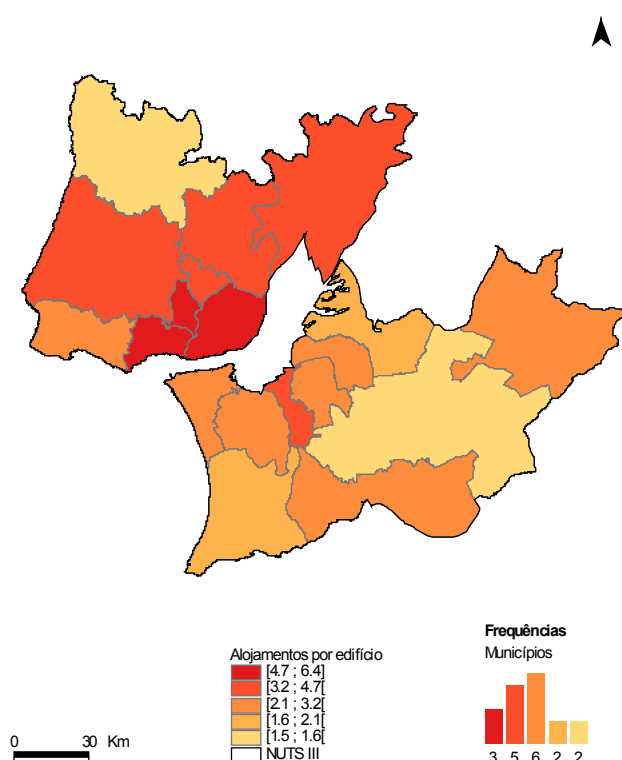 Frequências
Municípios
Alojamentos por edifício
[4.7 ; 6.4]
[3.2 ; 4.7[
[2.1 ; 3.2[
[1.6 ; 2.1[
[1.5 ; 1.6[
NUTS III
0 30 Km
3 5 6 2 2